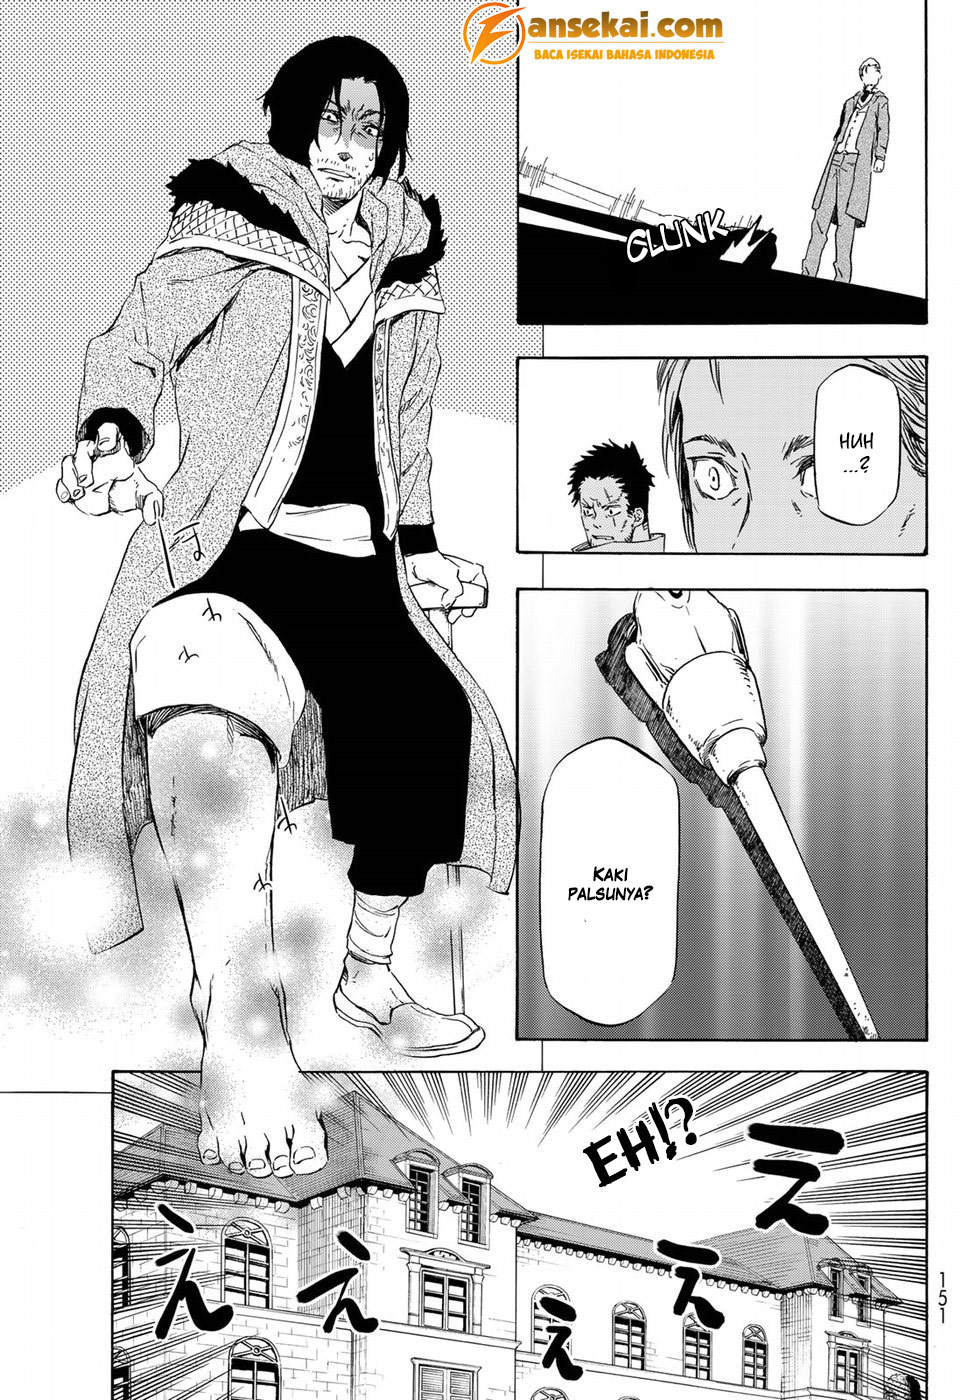 ansekai.com
BACA ISEKAI BAHASA INDONESIA
CLUNK
HUH
...?
KAKI
PALSUNYA?
EH!?
え
え
え
え
え
151